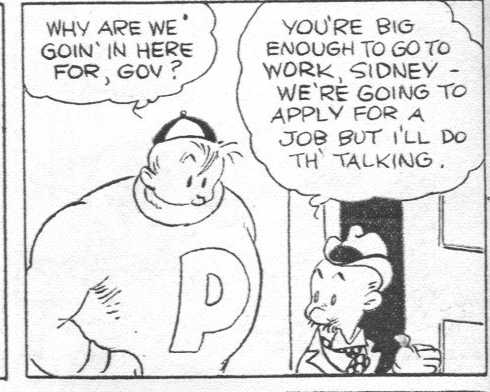 WHY ARE WE
GOIN' IN HERE
FOR, GOV?
YOU'RE BIG
ENOUGH TO GO TO
WORK, SIDNEY -
WE'RE GOING TO
APPLY FOR A
JOB BUT I'LL DO
TH' TALKING.
P